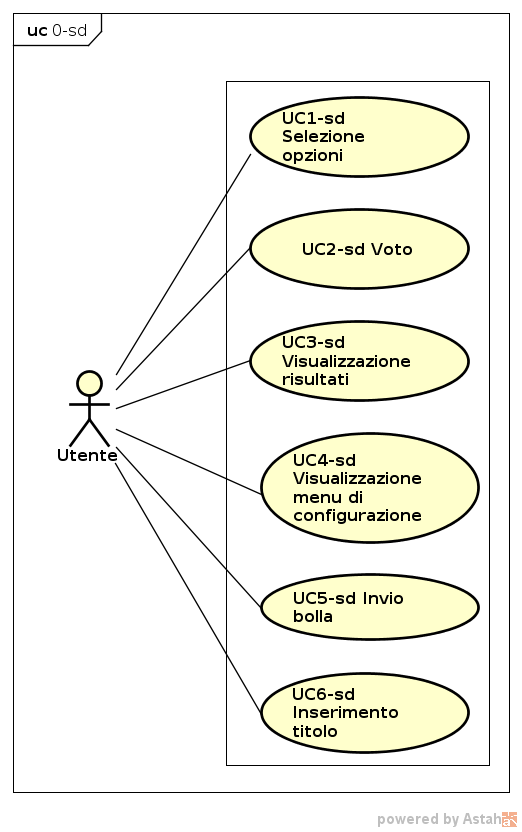 uc 0-sd
UC1-sd
Selezione
opzioni
UC2-sd Voto
UC3-sd
Visualizzazione
risultati
Utente
UC4-sd
Visualizzazione
menu di
configurazione
UC5-sd Invio
bolla
UC6-sd
Inserimento
titolo
powered by Astah